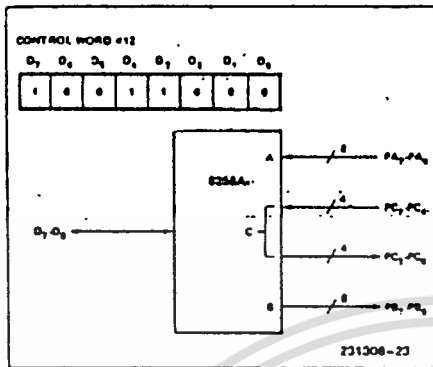 CONTROL WORD #12
D7 D6 D5 D4 D3 D2 D1 D0
1 0 0 1 1 0 0 0
A
8
PA7-PA0
8255A
4
PC7-PC4
D7-D0
C
4
PC3-PC0
B
8
PB7-PB0
231308-23